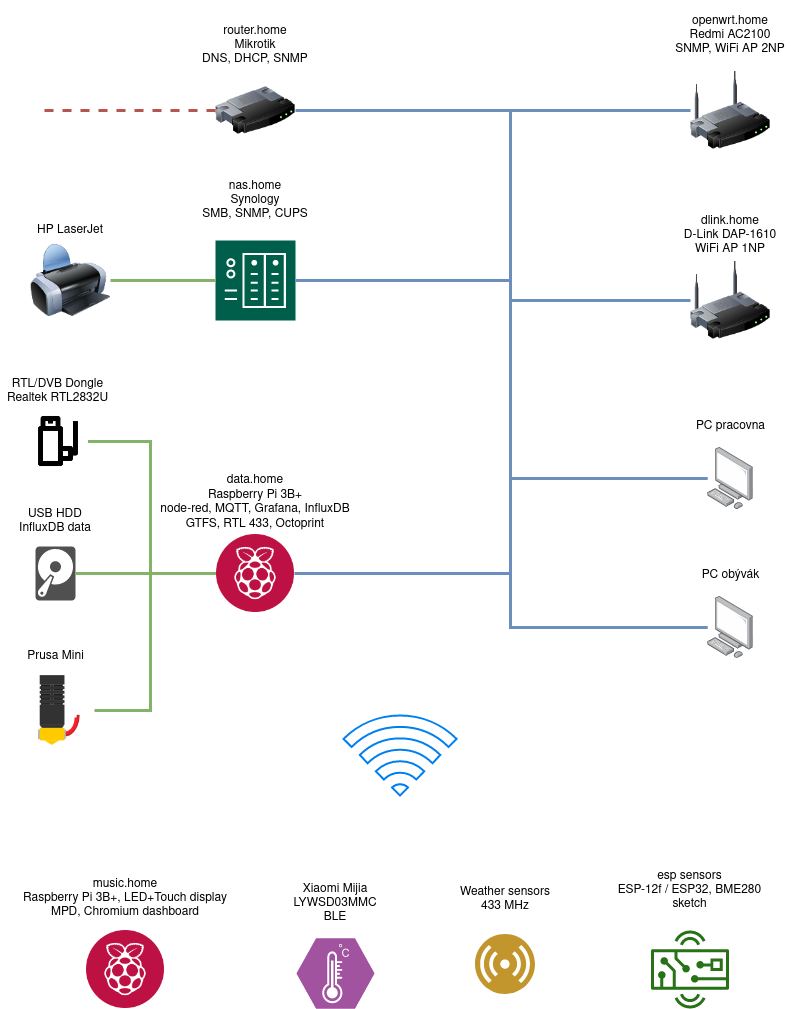 router.home
Mikrotik
DNS, DHCP, SNMP
openwrt.home
Redmi AC2100
SNMP, WiFi AP 2NP
nas.home
Synology
SMB, SNMP, CUPS
HP LaserJet
dlink.home
D-Link DAP-1610
WiFi AP 1NP
RTL/DVB Dongle
Realtek RTL2832U
PC pracovna
data.home
Raspberry Pi 3B+
node-red, MQTT, Grafana, InfluxDB
GTFS, RTL 433, Octoprint
USB HDD
InfluxDB data
PC obývák
Prusa Mini
music.home
Raspberry Pi 3B+, LED+Touch display
MPD, Chromium dashboard
Xiaomi Mijia
LYWSD03MMC
BLE
°C
Weather sensors
433 MHz
esp sensors
ESP-12f / ESP32, BME280
sketch